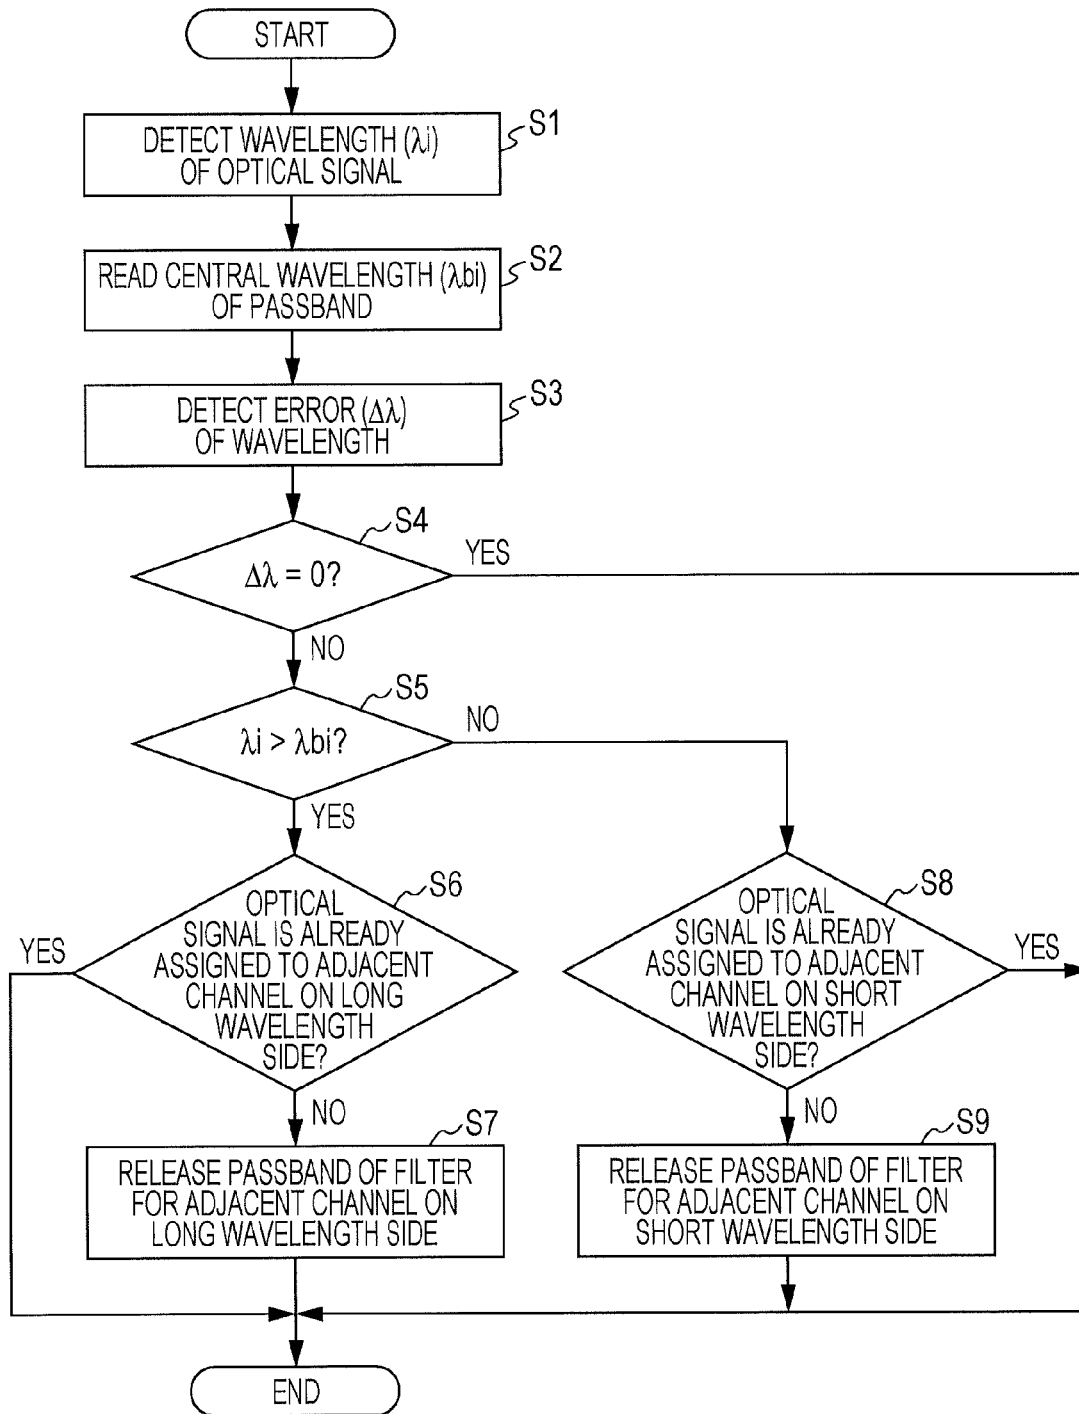 START
S1
DETECT WAVELENGTH (λi)
OF OPTICAL SIGNAL
S2
READ CENTRAL WAVELENGTH (λbi)
OF PASSBAND
S3
DETECT ERROR (Δλ)
OF WAVELENGTH
S4
Δλ = 0?
YES
NO
S5
λi > λbi?
NO
YES
S6
OPTICAL
SIGNAL IS ALREADY
ASSIGNED TO ADJACENT
CHANNEL ON LONG
WAVELENGTH
SIDE?
YES
NO
S8
OPTICAL
SIGNAL IS ALREADY
ASSIGNED TO ADJACENT
CHANNEL ON SHORT
WAVELENGTH
SIDE?
YES
NO
S7
RELEASE PASSBAND OF FILTER
FOR ADJACENT CHANNEL ON
LONG WAVELENGTH SIDE
S9
RELEASE PASSBAND OF FILTER
FOR ADJACENT CHANNEL ON
SHORT WAVELENGTH SIDE
END